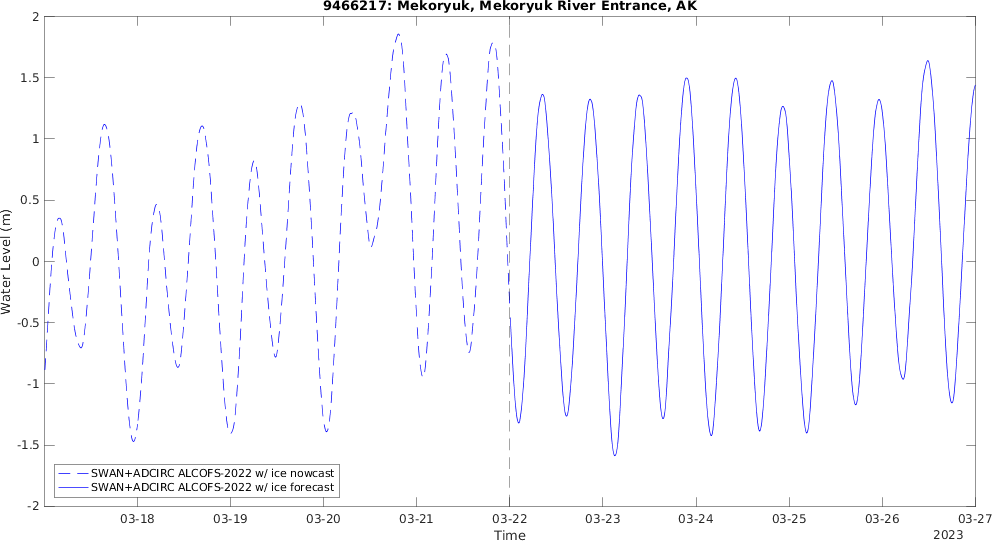 9466217: Mekoryuk, Mekoryuk River Entrance, AK
2
1.5
1
0.5
0
-0.5
-1
-1.5
-2
Water Level (m)
SWAN+ADCIRC ALCOFS-2022 w/ ice nowcast
SWAN+ADCIRC ALCOFS-2022 w/ ice forecast
03-18 03-19 03-20 03-21 03-22 03-23 03-24 03-25 03-26 03-27
Time
2023